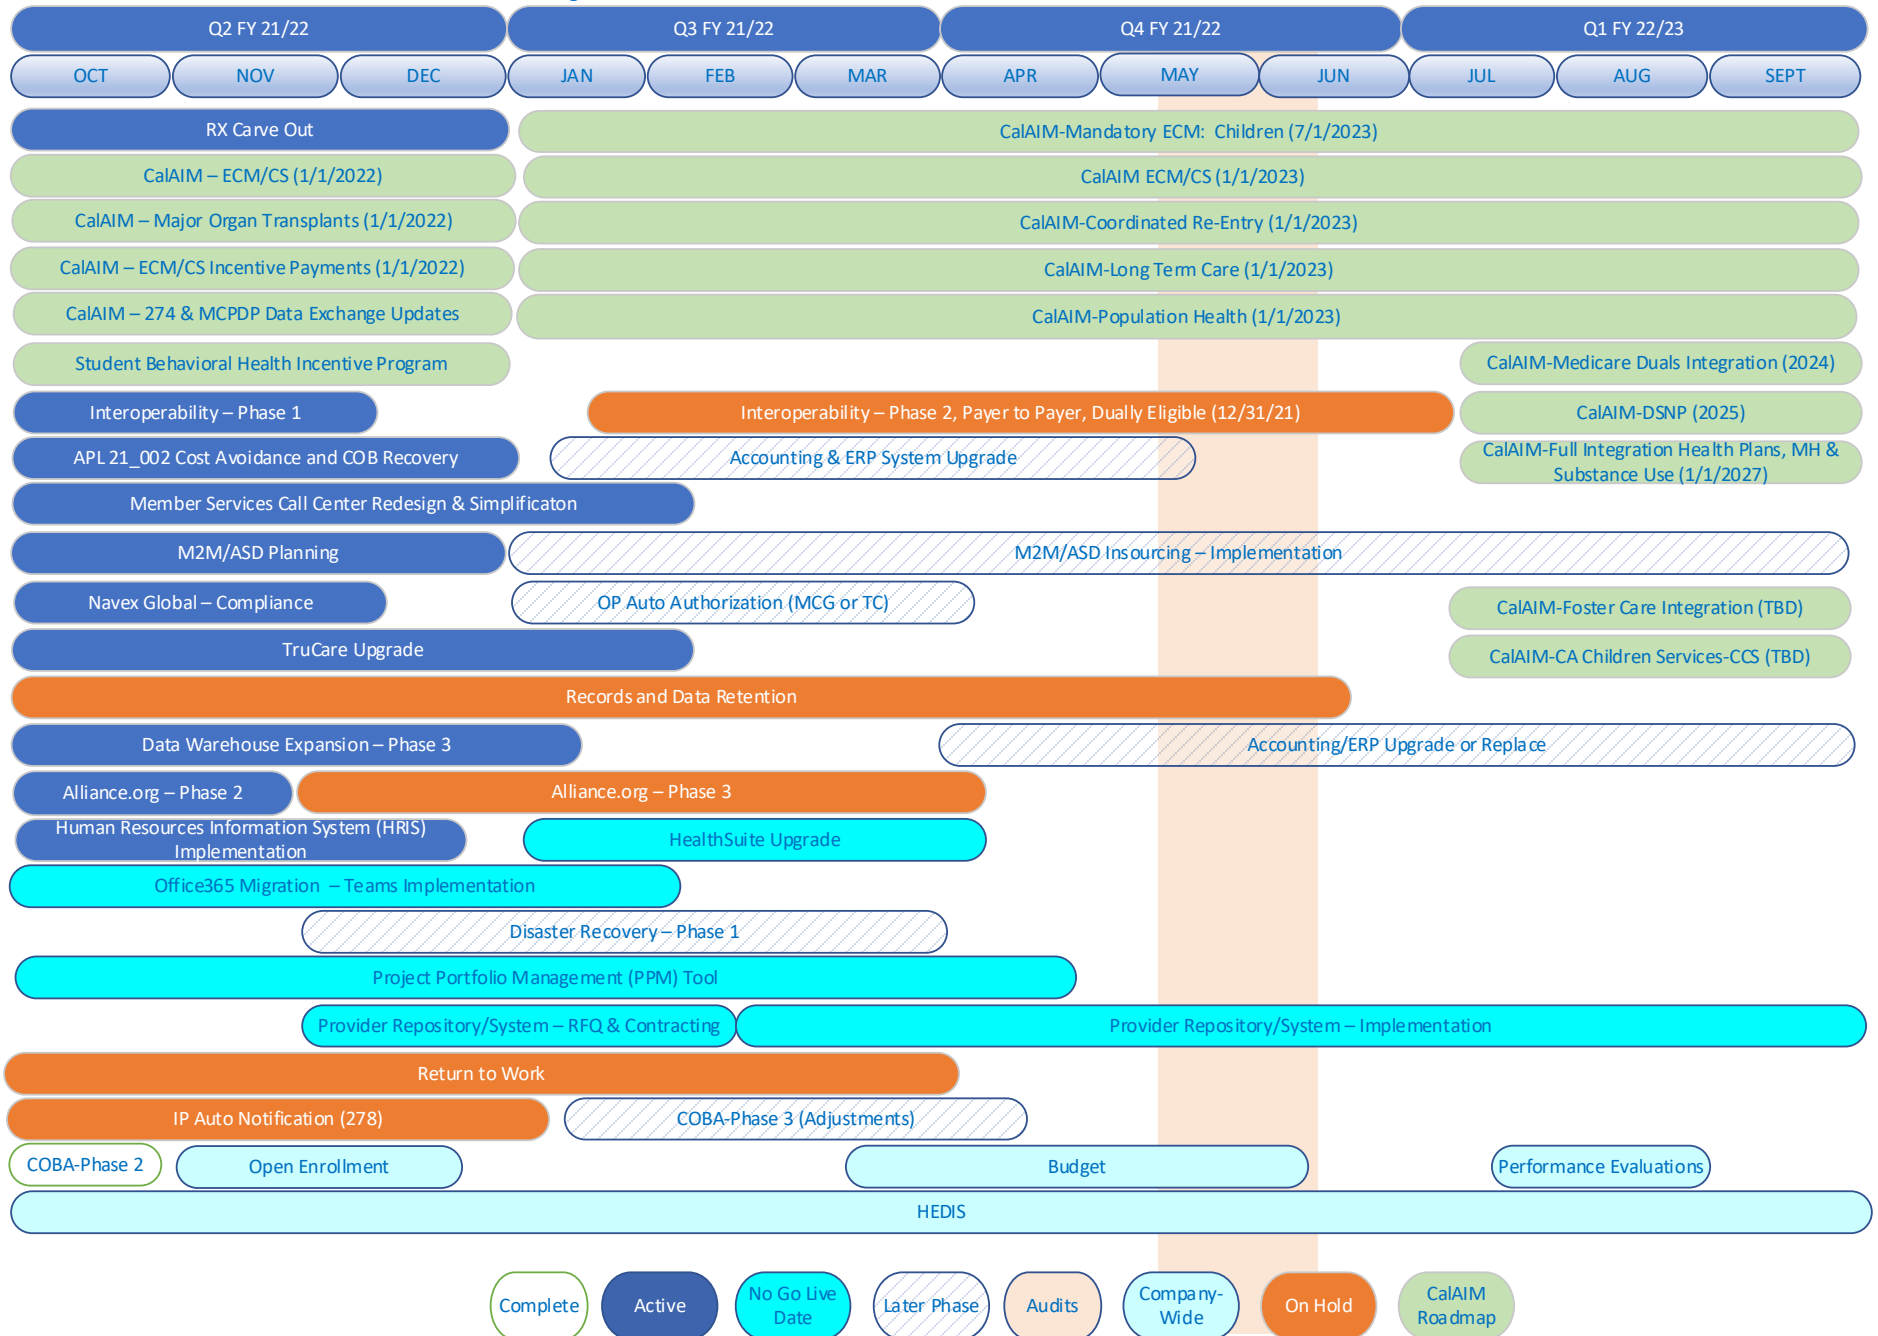 Q2 FY 21/22
Q3 FY 21/22
Q4 FY 21/22
Q1 FY 22/23
OCT
NOV
DEC
JAN
FEB
MAR
APR
MAY
JUN
JUL
AUG
SEPT
RX Carve Out
CalAIM-Mandatory ECM: Children (7/1/2023)
CalAIM – ECM/CS (1/1/2022)
CalAIM ECM/CS (1/1/2023)
CalAIM – Major Organ Transplants (1/1/2022)
CalAIM-Coordinated Re-Entry (1/1/2023)
CalAIM – ECM/CS Incentive Payments (1/1/2022)
CalAIM-Long Term Care (1/1/2023)
CalAIM – 274 & MCPDP Data Exchange Updates
CalAIM-Population Health (1/1/2023)
Student Behavioral Health Incentive Program
CalAIM-Medicare Duals Integration (2024)
Interoperability – Phase 1
Interoperability – Phase 2, Payer to Payer, Dually Eligible (12/31/21)
CalAIM-DSNP (2025)
APL 21_002 Cost Avoidance and COB Recovery
Accounting & ERP System Upgrade
CalAIM-Full Integration Health Plans, MH &
Substance Use (1/1/2027)
Member Services Call Center Redesign & Simplificaton
M2M/ASD Planning
M2M/ASD Insourcing – Implementation
Navex Global – Compliance
OP Auto Authorization (MCG or TC)
CalAIM-Foster Care Integration (TBD)
TruCare Upgrade
CalAIM-CA Children Services-CCS (TBD)
Records and Data Retention
Data Warehouse Expansion – Phase 3
Accounting/ERP Upgrade or Replace
Alliance.org – Phase 2
Alliance.org – Phase 3
Human Resources Information System (HRIS)
Implementation
HealthSuite Upgrade
Office365 Migration – Teams Implementation
Disaster Recovery – Phase 1
Project Portfolio Management (PPM) Tool
Provider Repository/System – RFQ & Contracting
Provider Repository/System – Implementation
Return to Work
IP Auto Notification (278)
COBA-Phase 3 (Adjustments)
COBA-Phase 2
Open Enrollment
Budget
Performance Evaluations
HEDIS
Complete
Active
No Go Live
Date
Later Phase
Audits
Company-
Wide
On Hold
CalAIM
Roadmap